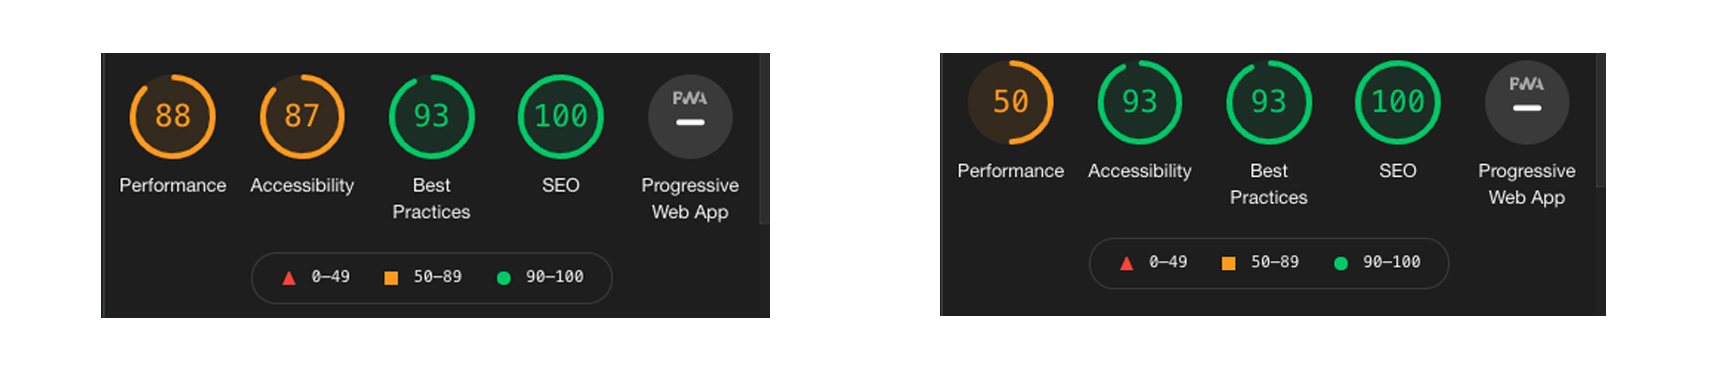 88 87 93 100 PWA
Performance Accessibility Best Practices SEO Progressive Web App
0–49 50–89 90–100
50 93 93 100 PWA
Performance Accessibility Best Practices SEO Progressive Web App
0–49 50–89 90–100